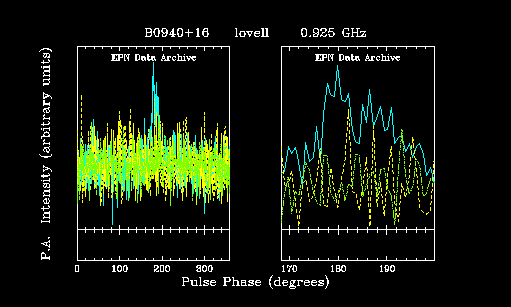 B0940+16 lovell 0.925 GHz
EPN Data Archive EPN Data Archive
P.A. Intensity (arbitrary units)
0 100 200 300 170 180 190
Pulse Phase (degrees)